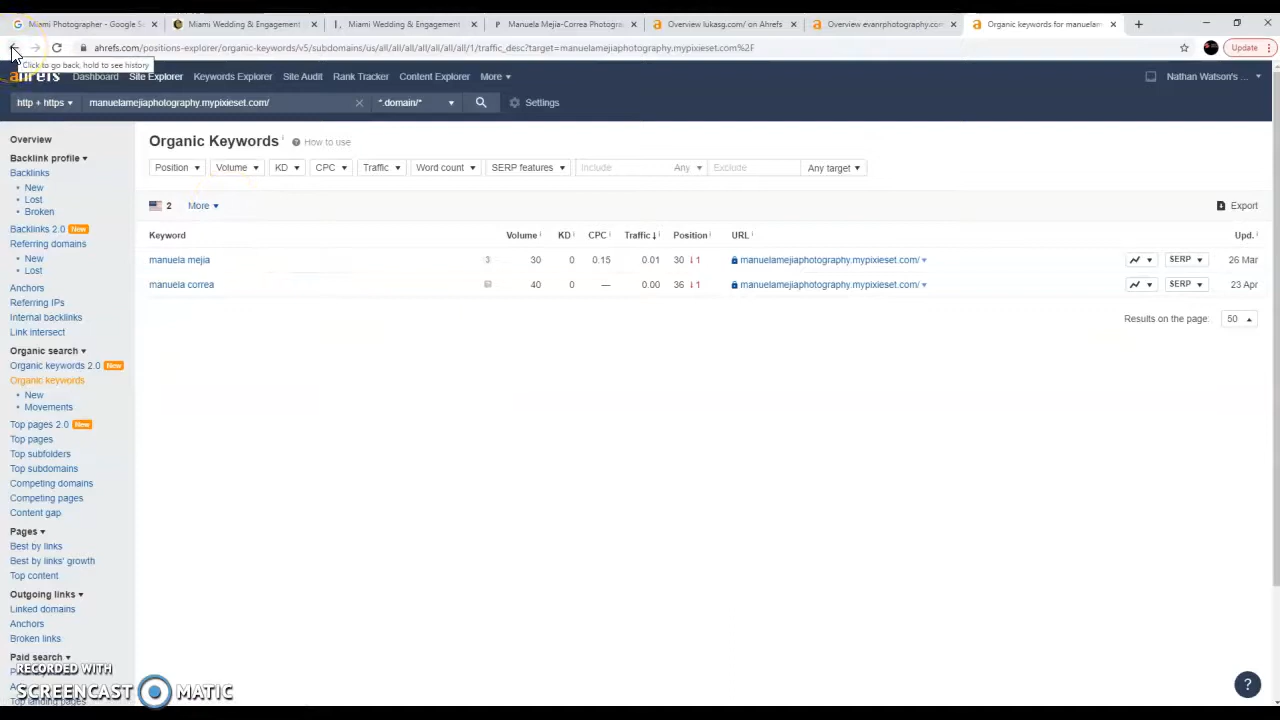 Miami Photographer - Google S
Miami Wedding & Engagement
Miami Wedding & Engagement
Manuela Mejia-Correa Photogra
Overview lukasg.com/ on Ahrefs
Overview evanrphotography.com
Organic keywords for manuelam
ahrefs.com/positions-explorer/organic-keywords/v5/subdomains/us/all/all/all/all/all/all/1/traffic_desc?target=manuelamejiaphotography.mypixieset.com%2F
Update
Click to go back, hold to see history
ahrefs Dashboard Site Explorer Keywords Explorer Site Audit Rank Tracker Content Explorer More
Nathan Watson's ...
http + https manuelamejiaphotography.mypixieset.com/ *.domain/* Settings
Overview
Backlink profile
Backlinks
New
Lost
Broken
Backlinks 2.0 New
Referring domains
New
Lost
Anchors
Referring IPs
Internal backlinks
Link intersect
Organic search
Organic keywords 2.0 New
Organic keywords
New
Movements
Top pages 2.0 New
Top pages
Top subfolders
Top subdomains
Competing domains
Competing pages
Content gap
Pages
Best by links
Best by links' growth
Top content
Outgoing links
Linked domains
Anchors
Broken links
Paid search
Top landing pages
Organic Keywords How to use
Position Volume KD CPC Traffic Word count SERP features Include Any Exclude Any target
2 More Export
Keyword Volume KD CPC Traffic Position URL Upd.
manuela mejia 3 30 0 0.15 0.01 30 ↓1 manuelamejiaphotography.mypixieset.com/ SERP 26 Mar
manuela correa 40 0 — 0.00 36 ↓1 manuelamejiaphotography.mypixieset.com/ SERP 23 Apr
Results on the page: 50
?
RECORDED WITH
SCREENCAST MATIC